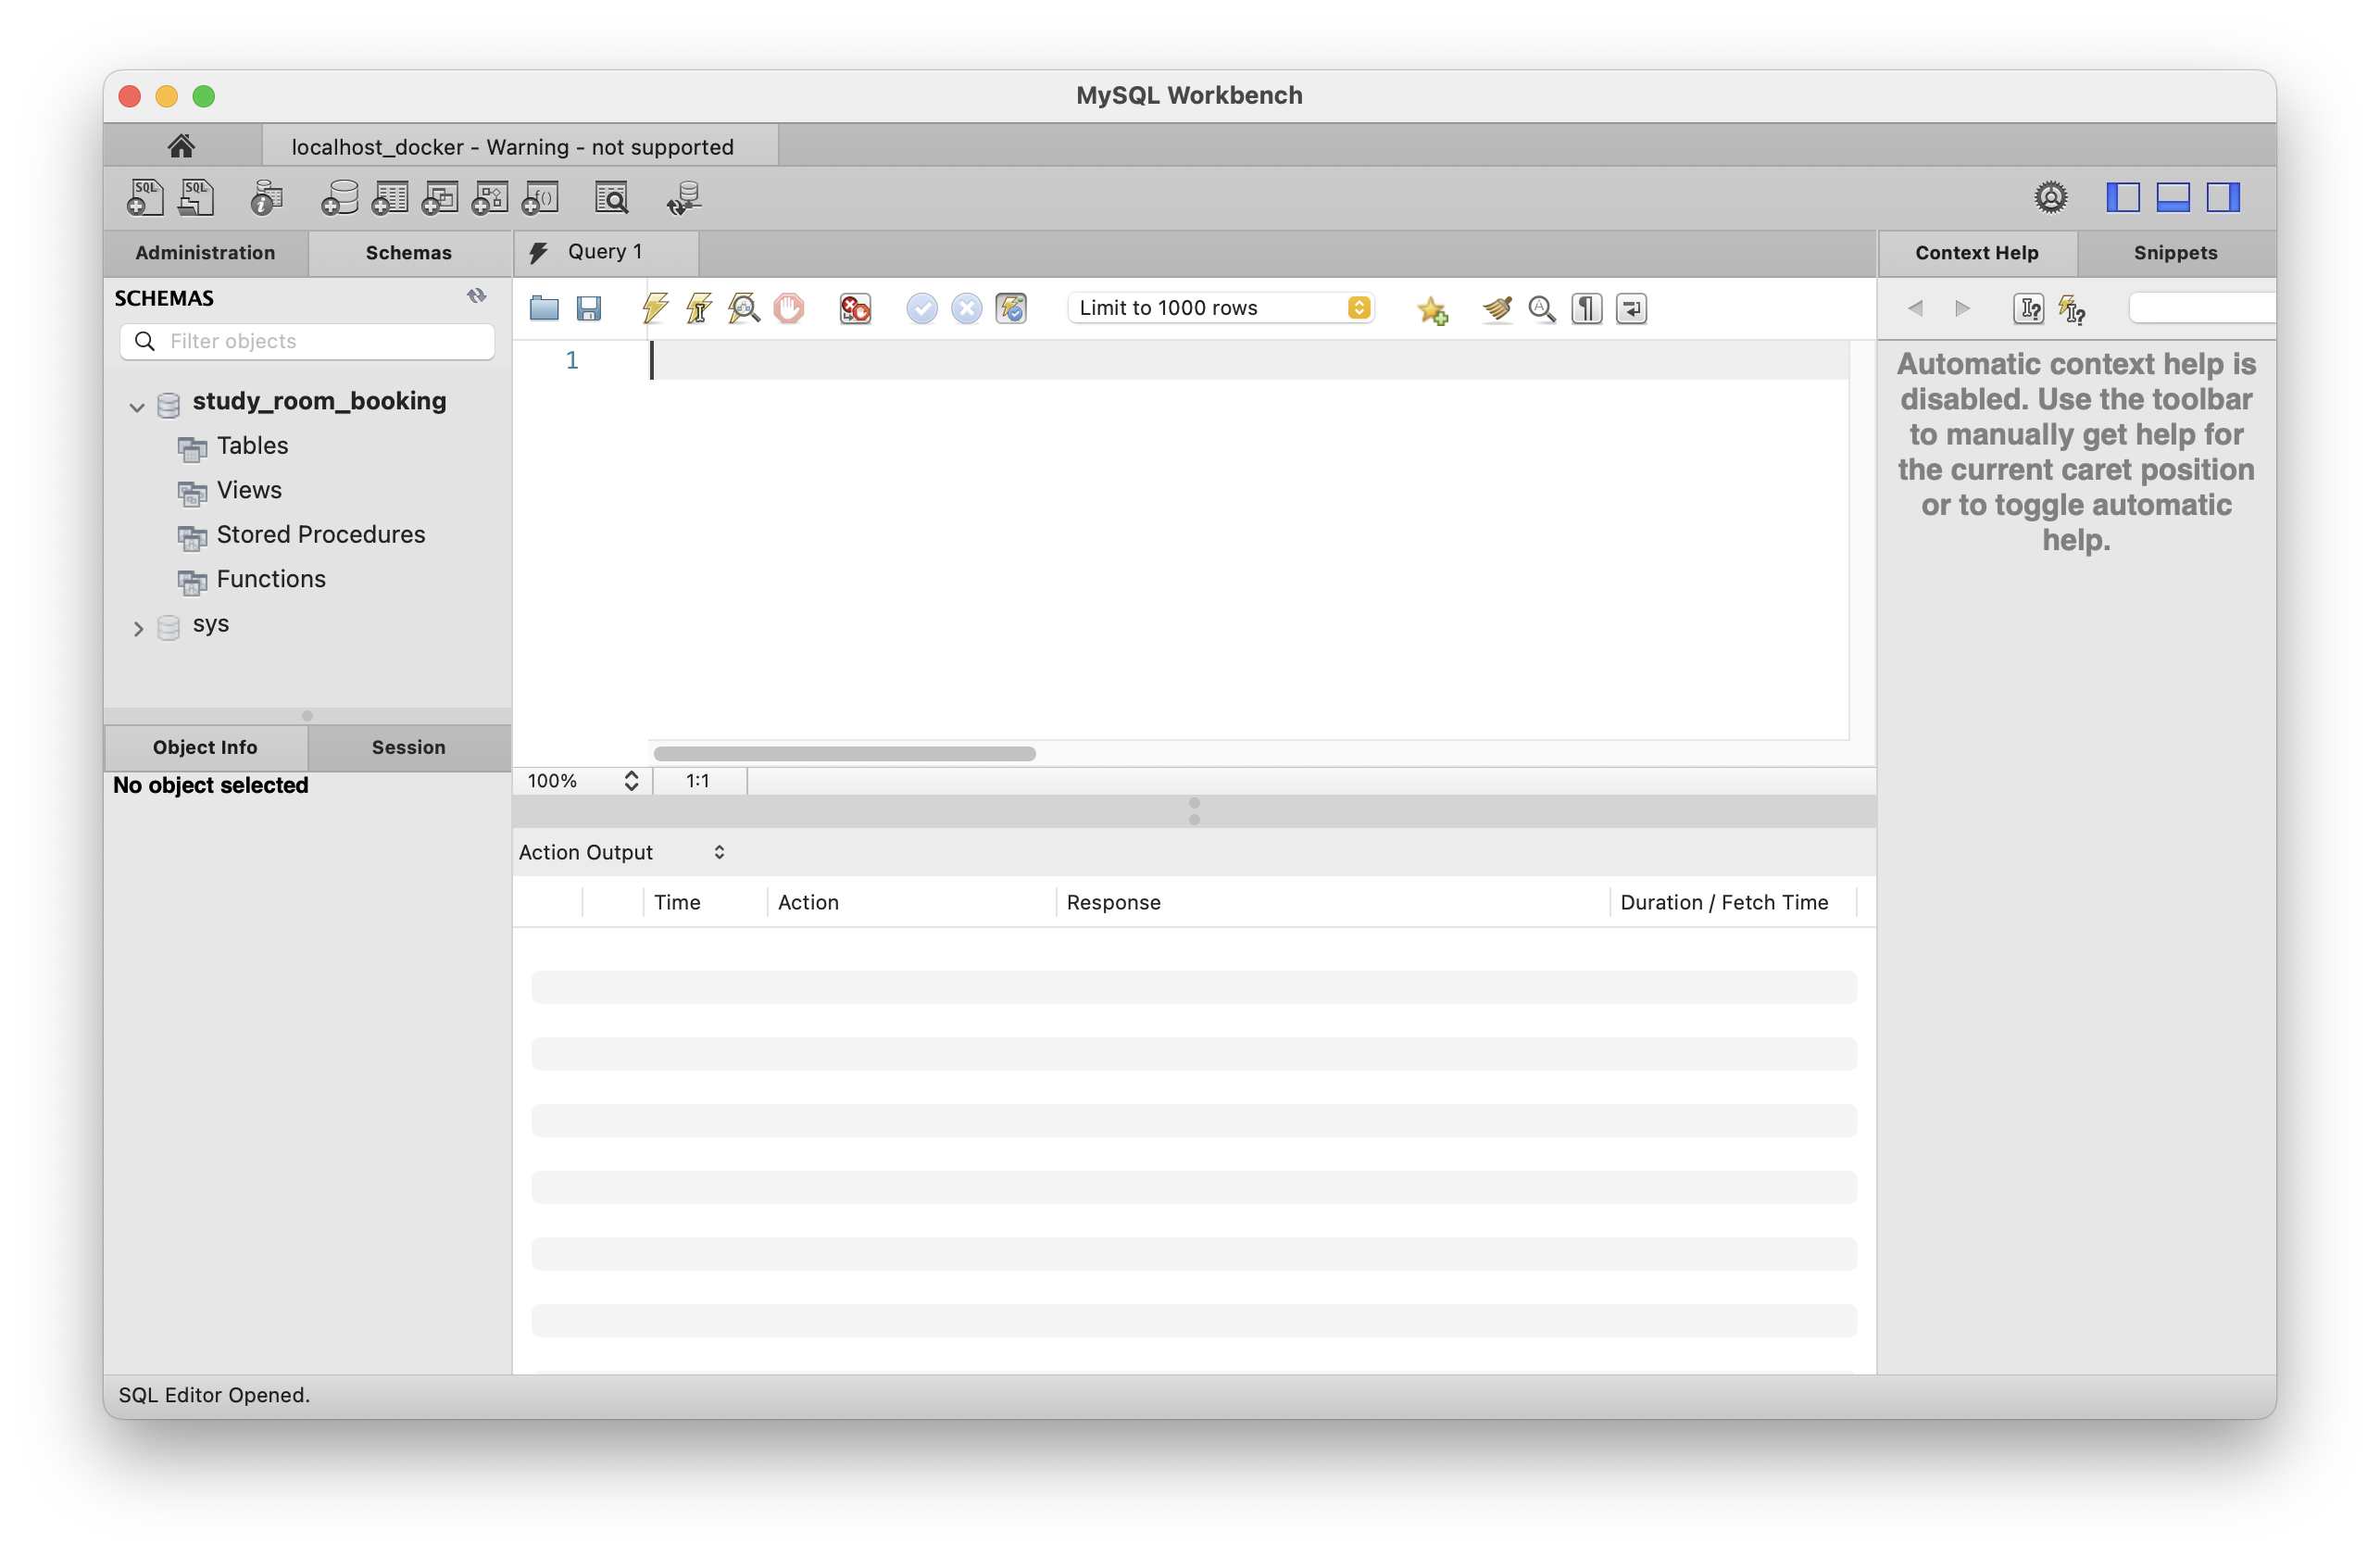 MySQL Workbench
localhost_docker - Warning - not supported
SQL SQL
Administration Schemas
Query 1
Context Help Snippets
SCHEMAS
Filter objects
Limit to 1000 rows
study_room_booking
Tables
Views
Stored Procedures
Functions
sys
1
Automatic context help is
disabled. Use the toolbar
to manually get help for
the current caret position
or to toggle automatic
help.
Object Info Session
No object selected
100% 1:1
Action Output
Time Action Response Duration / Fetch Time
SQL Editor Opened.